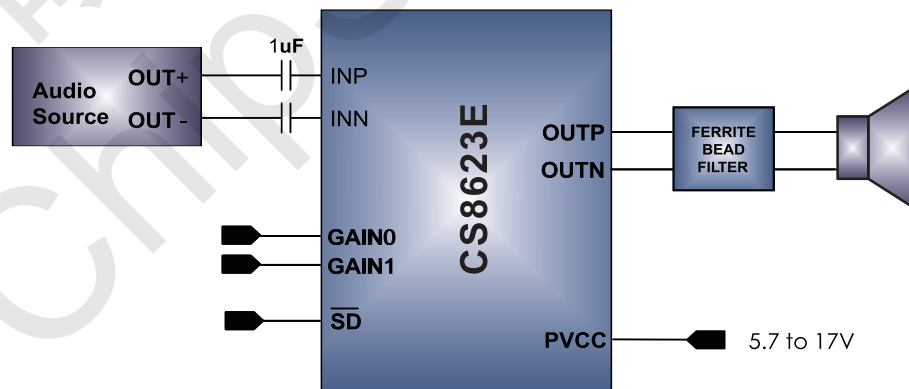 1uF
Audio
Source
OUT+
OUT-
INP
INN
GAIN0
GAIN1
SD
CS8623E
OUTP
OUTN
PVCC
FERRITE
BEAD
FILTER
5.7 to 17V
Chips